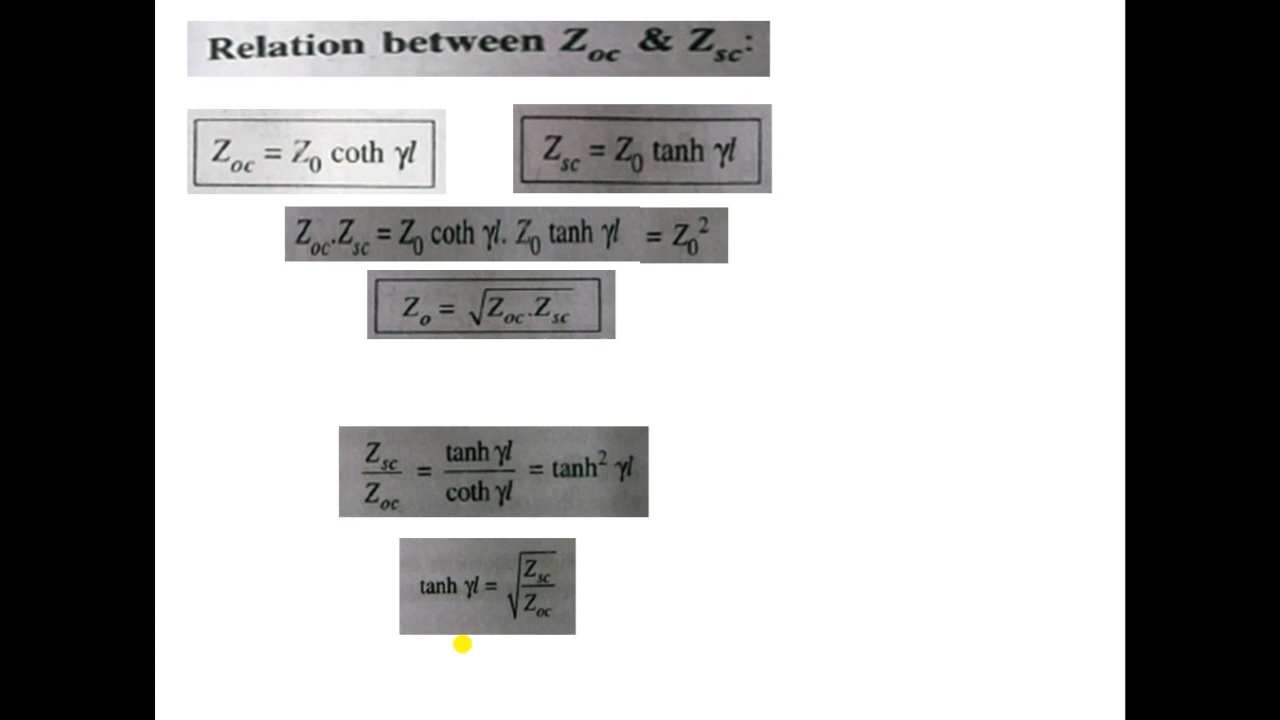 Relation between Z_oc & Z_sc:
Z_oc = Z_0 coth γl
Z_sc = Z_0 tanh γl
Z_oc.Z_sc = Z_0 coth γl. Z_0 tanh γl = Z_0^2
Z_o = √(Z_oc.Z_sc)
Z_sc/Z_oc = tanh γl/coth γl = tanh^2 γl
tanh γl = √(Z_sc/Z_oc)